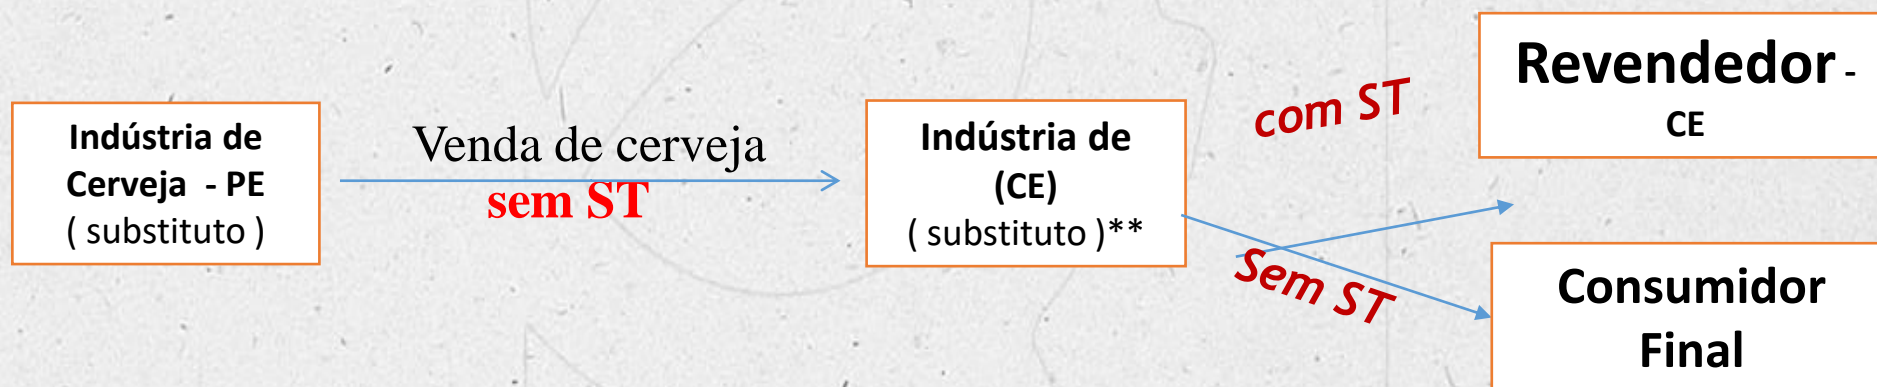 Indústria de
Cerveja - PE
( substituto )
Venda de cerveja
sem ST
Indústria de
(CE)
( substituto )**
com ST
Sem ST
Revendedor -
CE
Consumidor
Final